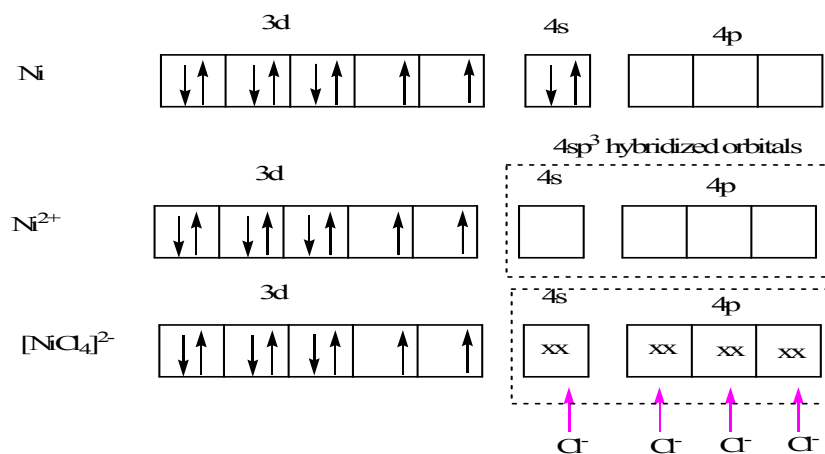 3d 4s 4p
Ni
4sp³ hybridized orbitals
3d 4s 4p
Ni²⁺
3d 4s 4p
[NiCl₄]²⁻ xx xx xx xx
Cl⁻ Cl⁻ Cl⁻ Cl⁻